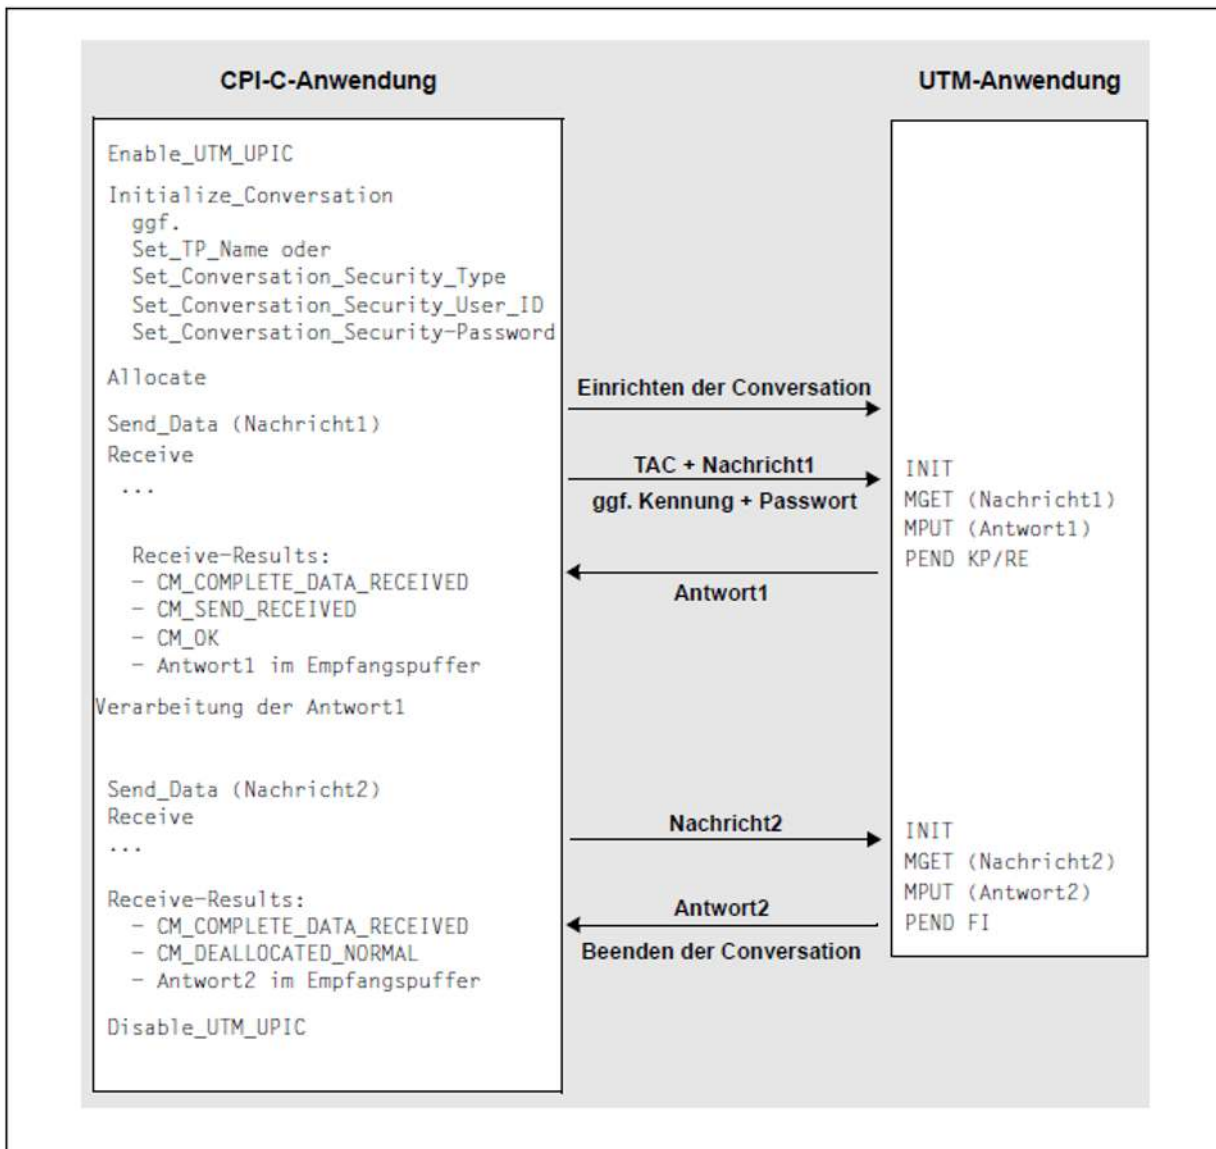 CPI-C-Anwendung
UTM-Anwendung
Enable_UTM_UPIC
Initialize_Conversation
ggf.
Set_TP_Name oder
Set_Conversation_Security_Type
Set_Conversation_Security_User_ID
Set_Conversation_Security-Password
Allocate
Einrichten der Conversation
Send_Data (Nachricht1)
Receive
...
TAC + Nachricht1
ggf. Kennung + Passwort
INIT
MGET (Nachricht1)
MPUT (Antwort1)
PEND KP/RE
Antwort1
Receive-Results:
- CM_COMPLETE_DATA_RECEIVED
- CM_SEND_RECEIVED
- CM_OK
- Antwort1 im Empfangspuffer
Verarbeitung der Antwort1
Send_Data (Nachricht2)
Receive
...
Nachricht2
INIT
MGET (Nachricht2)
MPUT (Antwort2)
PEND FI
Antwort2
Beenden der Conversation
Receive-Results:
- CM_COMPLETE_DATA_RECEIVED
- CM_DEALLOCATED_NORMAL
- Antwort2 im Empfangspuffer
Disable_UTM_UPIC